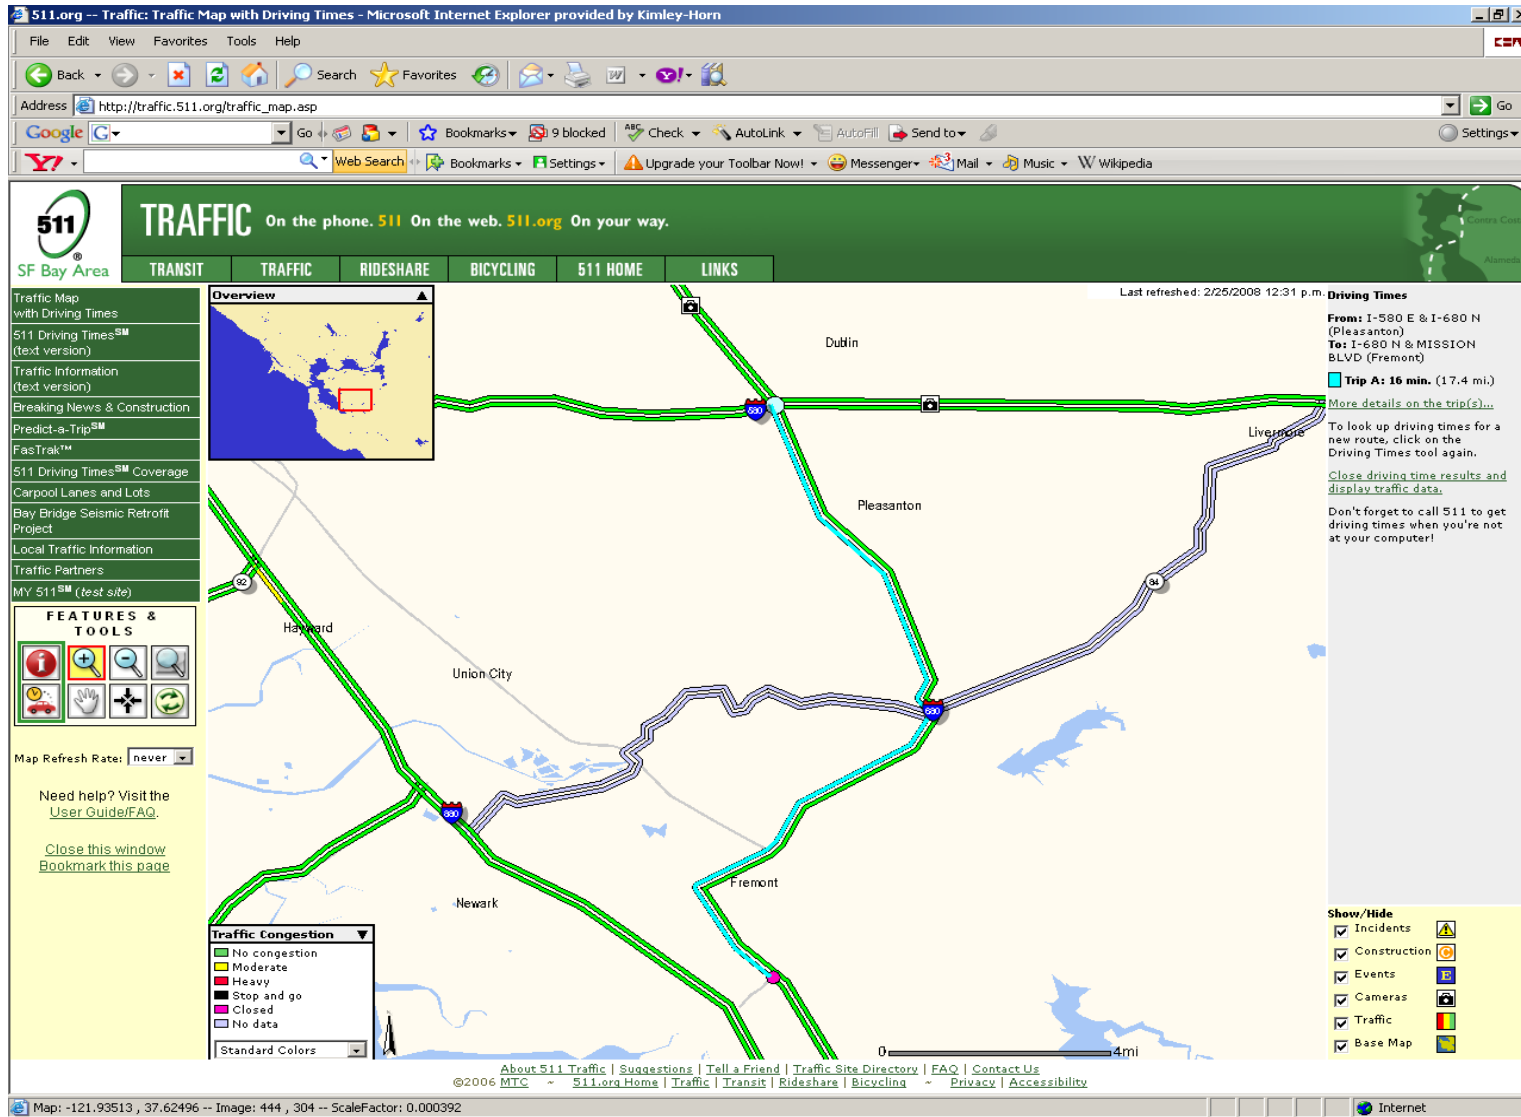 511.org -- Traffic: Traffic Map with Driving Times - Microsoft Internet Explorer provided by Kimley-Horn
File Edit View Favorites Tools Help
Back Search Favorites
Address http://traffic.511.org/traffic_map.asp Go
Google G Go Bookmarks 9 blocked ABC Check AutoLink AutoFill Send to Settings
Y! Web Search Bookmarks Settings Upgrade your Toolbar Now! Messenger 3 Mail Music W Wikipedia
511 ® SF Bay Area
TRAFFIC On the phone. 511 On the web. 511.org On your way.
Contra Cost
Alameda
TRANSIT TRAFFIC RIDESHARE BICYCLING 511 HOME LINKS
Traffic Map
with Driving Times
511 Driving Times SM
(text version)
Traffic Information
(text version)
Breaking News & Construction
Predict-a-Trip SM
FasTrak™
511 Driving Times SM Coverage
Carpool Lanes and Lots
Bay Bridge Seismic Retrofit
Project
Local Traffic Information
Traffic Partners
MY 511 SM (test site)
FEATURES &
TOOLS
Map Refresh Rate: never
Need help? Visit the
User Guide/FAQ.
Close this window
Bookmark this page
Overview
Last refreshed: 2/25/2008 12:31 p.m.
Dublin
580
Livermore
Pleasanton
92
84
Hayward
Union City
680
880
Fremont
Newark
Traffic Congestion
No congestion
Moderate
Heavy
Stop and go
Closed
No data
Standard Colors
0 4mi
Driving Times
From: I-580 E & I-680 N
(Pleasanton)
To: I-680 N & MISSION
BLVD (Fremont)
Trip A: 16 min. (17.4 mi.)
More details on the trip(s)...
To look up driving times for a
new route, click on the
Driving Times tool again.
Close driving time results and
display traffic data.
Don't forget to call 511 to get
driving times when you're not
at your computer!
Show/Hide
Incidents
Construction C
Events E
Cameras
Traffic
Base Map
About 511 Traffic | Suggestions | Tell a Friend | Traffic Site Directory | FAQ | Contact Us
©2006 MTC ~ 511.org Home | Traffic | Transit | Rideshare | Bicycling ~ Privacy | Accessibility
Map: -121.93513 , 37.62496 -- Image: 444 , 304 -- ScaleFactor: 0.000392
Internet